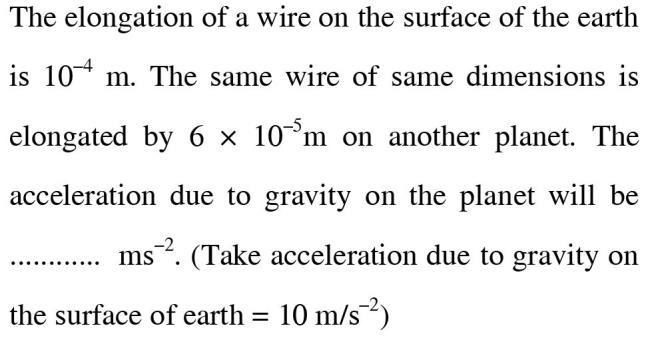 The elongation of a wire on the surface of the earth
is 10⁻⁴ m. The same wire of same dimensions is
elongated by 6 × 10⁻⁵m on another planet. The
acceleration due to gravity on the planet will be
............ ms⁻². (Take acceleration due to gravity on
the surface of earth = 10 m/s⁻²)